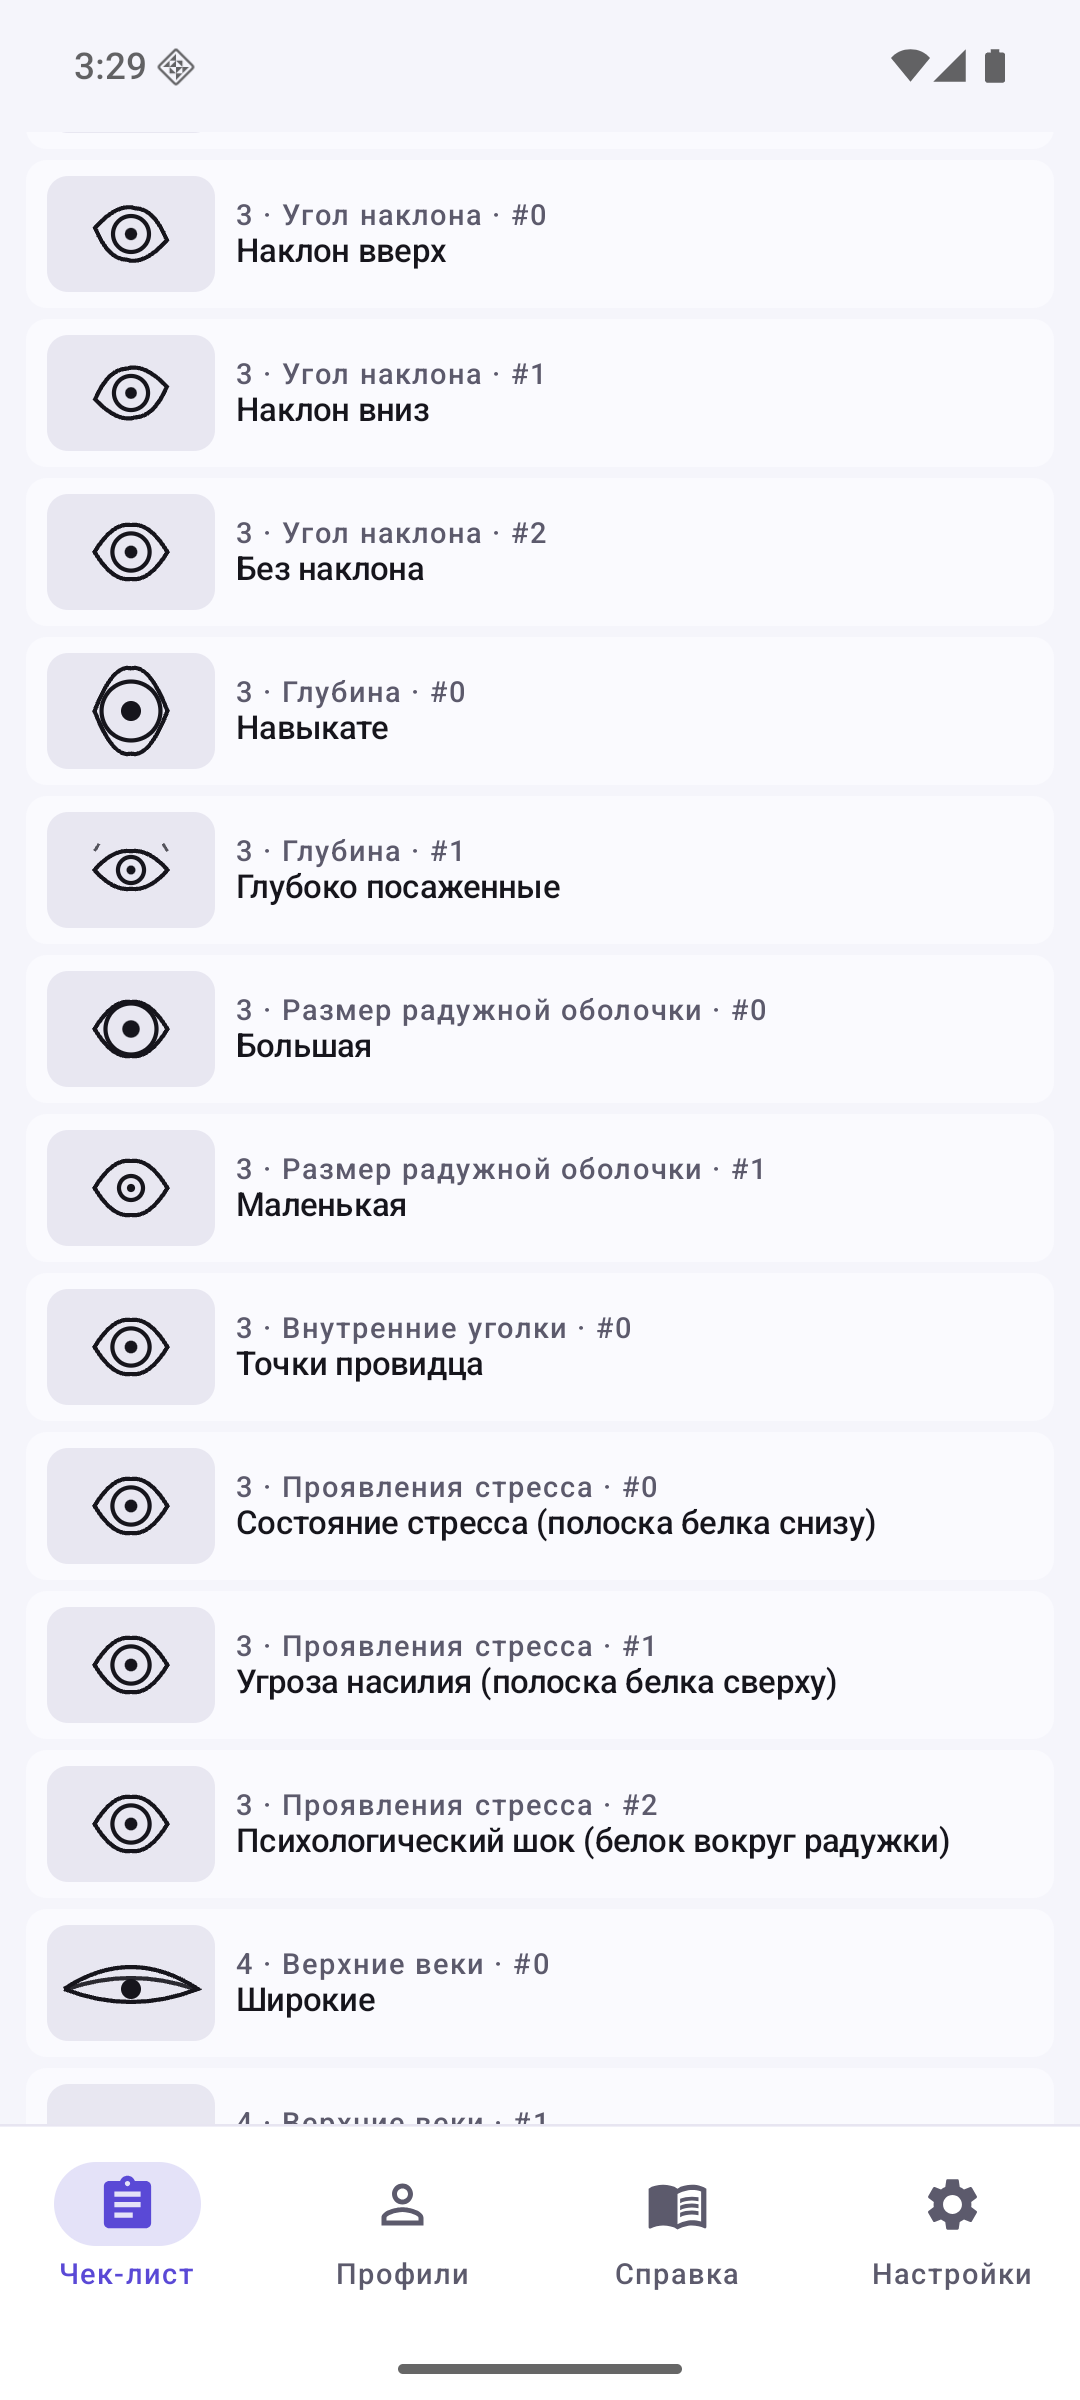 3:29
3 · Угол наклона · #0
Наклон вверх
3 · Угол наклона · #1
Наклон вниз
3 · Угол наклона · #2
Без наклона
3 · Глубина · #0
Навыкате
3 · Глубина · #1
Глубоко посаженные
3 · Размер радужной оболочки · #0
Большая
3 · Размер радужной оболочки · #1
Маленькая
3 · Внутренние уголки · #0
Точки провидца
3 · Проявления стресса · #0
Состояние стресса (полоска белка снизу)
3 · Проявления стресса · #1
Угроза насилия (полоска белка сверху)
3 · Проявления стресса · #2
Психологический шок (белок вокруг радужки)
4 · Верхние веки · #0
Широкие
4 · Верхние веки · #1
Чек-лист
Профили
Справка
Настройки